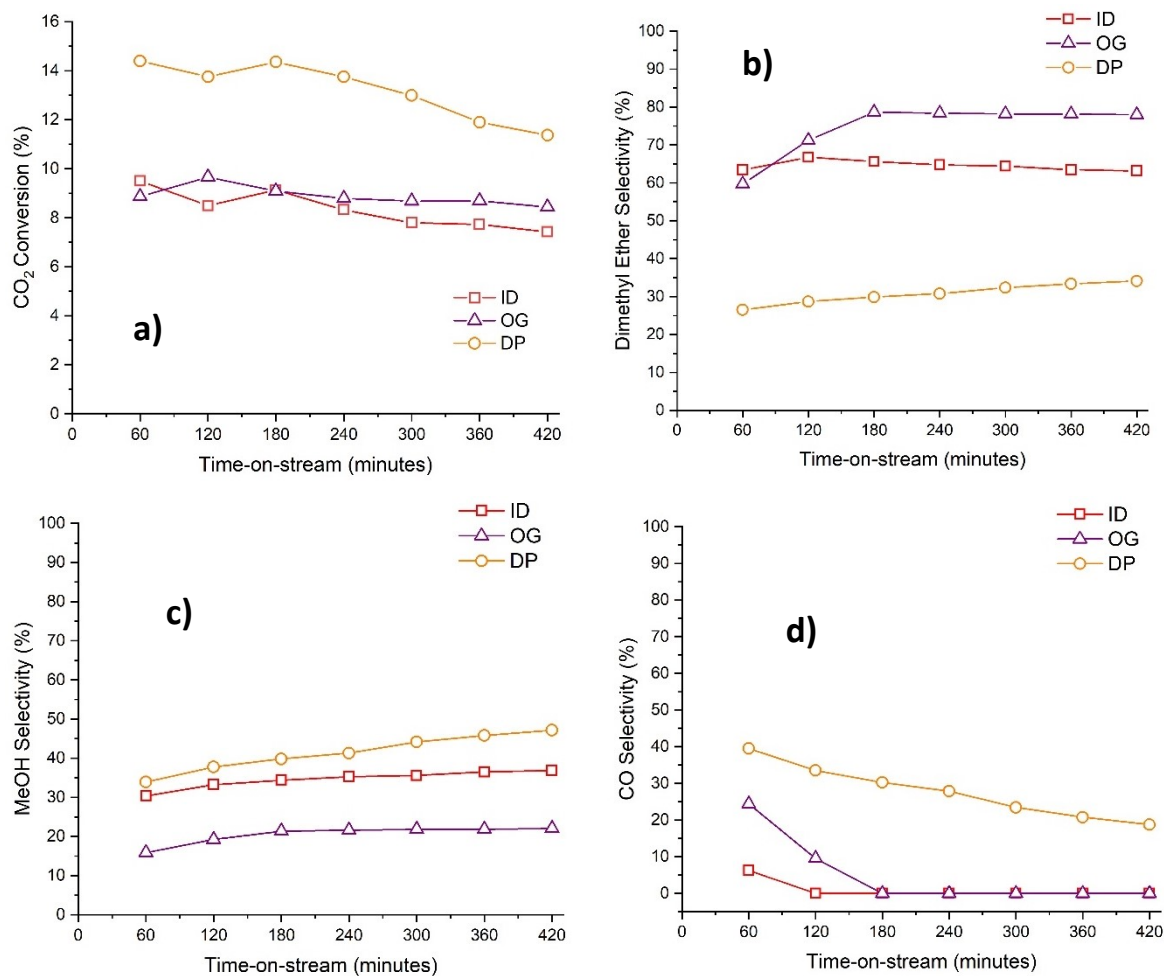 16
14
12
10
8
6
4
2
0
CO2 Conversion (%)
a)
ID
OG
DP
0 60 120 180 240 300 360 420
Time-on-stream (minutes)
ID
OG
DP
b)
100
90
80
70
60
50
40
30
20
10
0
Dimethyl Ether Selectivity (%)
0 60 120 180 240 300 360 420
Time-on-stream (minutes)
ID
OG
DP
c)
100
90
80
70
60
50
40
30
20
10
0
MeOH Selectivity (%)
0 60 120 180 240 300 360 420
Time-on-stream (minutes)
ID
OG
DP
d)
100
90
80
70
60
50
40
30
20
10
0
CO Selectivity (%)
0 60 120 180 240 300 360 420
Time-on-stream (minutes)